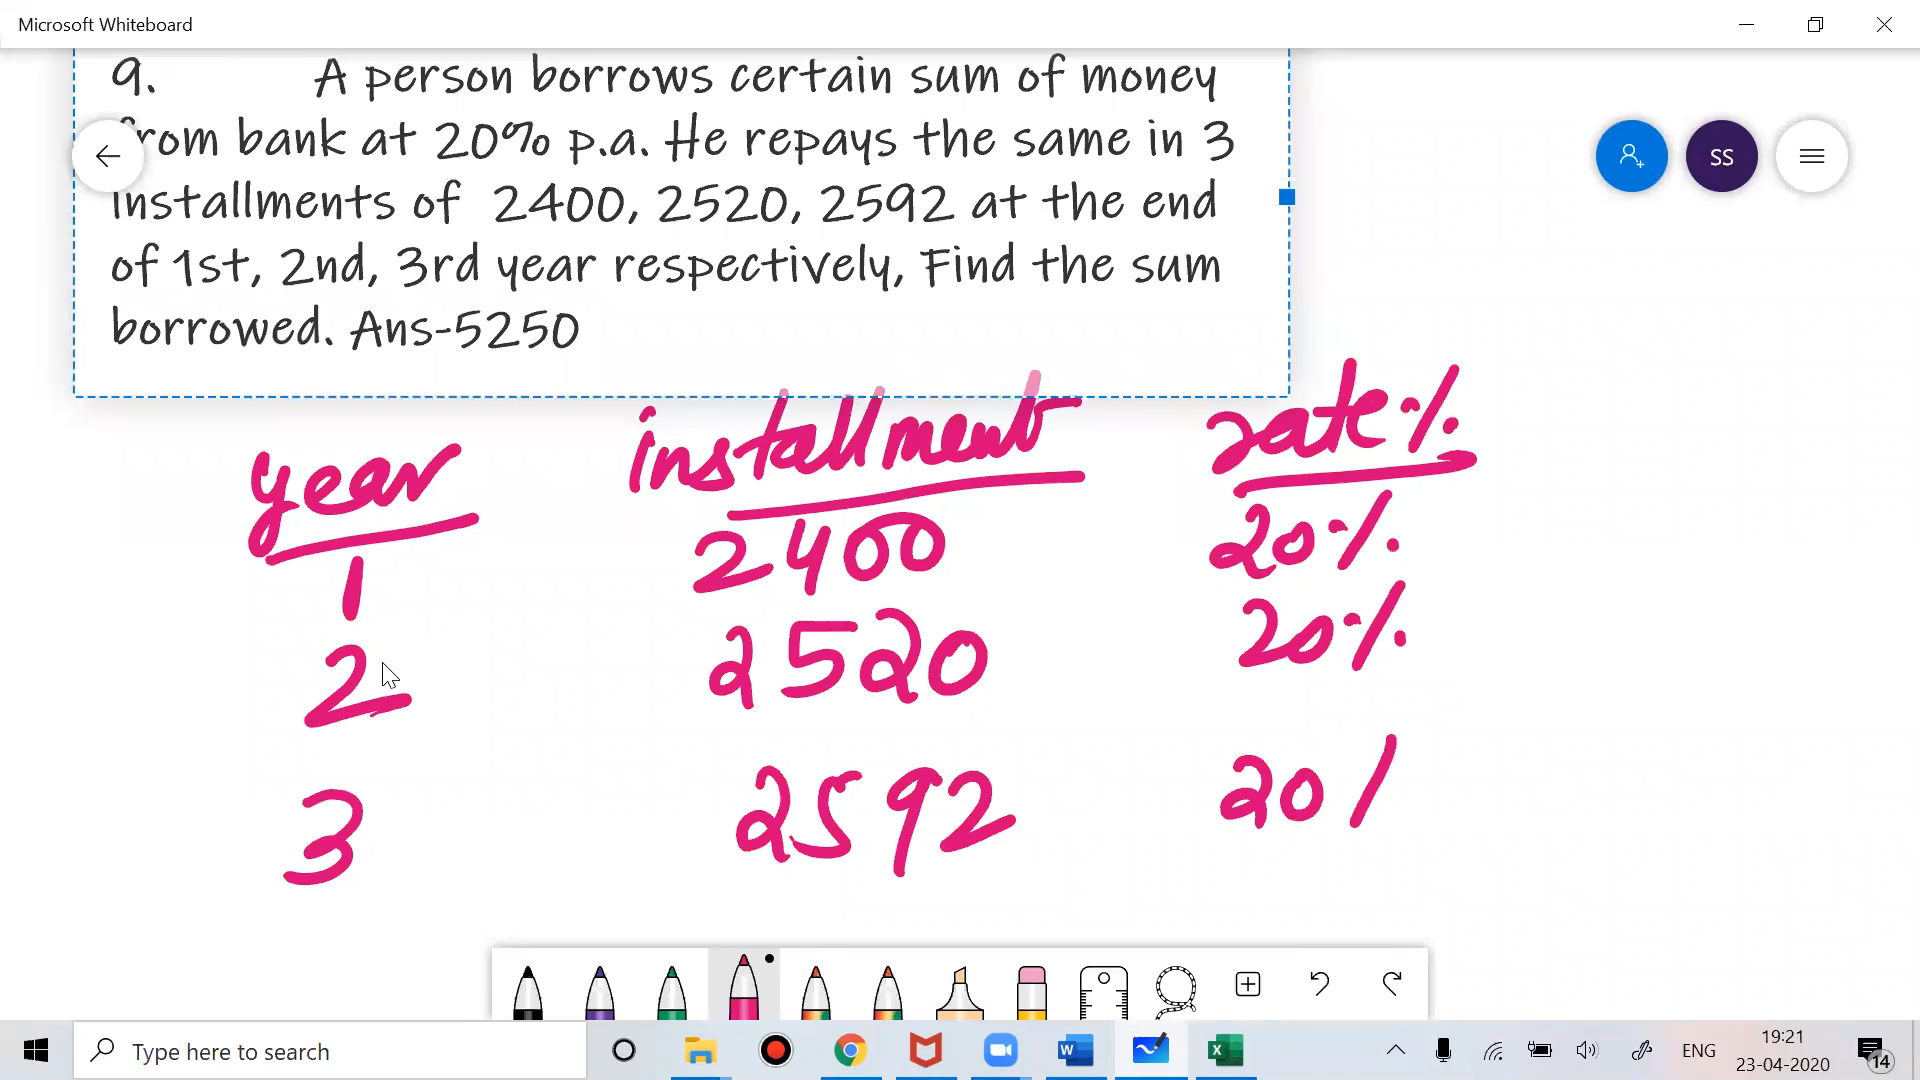 Microsoft Whiteboard
9. A person borrows certain sum of money
from bank at 20% p.a. He repays the same in 3
installments of 2400, 2520, 2592 at the end
of 1st, 2nd, 3rd year respectively, Find the sum
borrowed. Ans-5250
SS
year installment rate%
1 2400 20%
2 2520 20%
3 2592 20/
Type here to search
ENG
19:21
23-04-2020
14